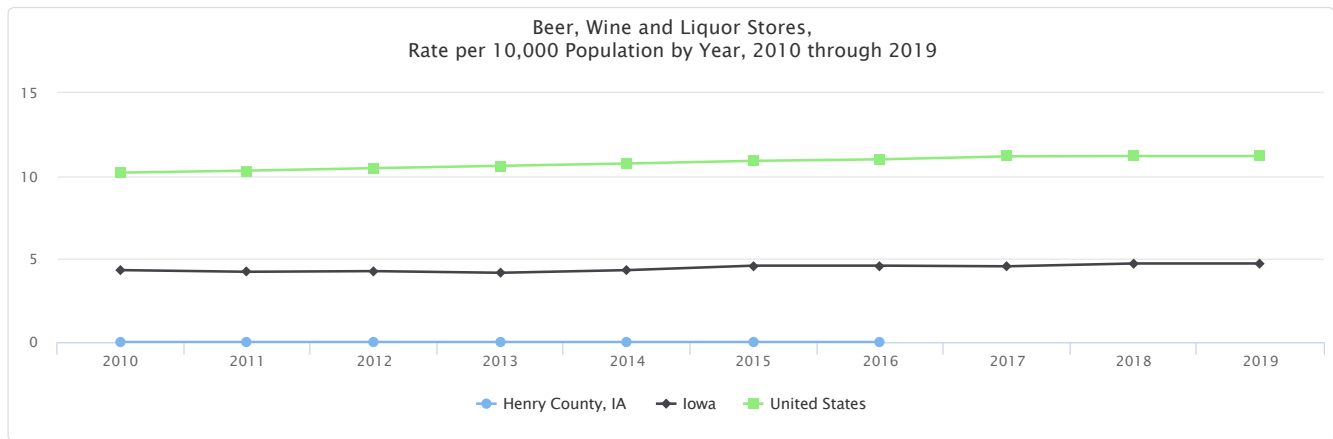 Beer, Wine and Liquor Stores,
Rate per 10,000 Population by Year, 2010 through 2019
15
10
5
0
2010 2011 2012 2013 2014 2015 2016 2017 2018 2019
Henry County, IA Iowa United States